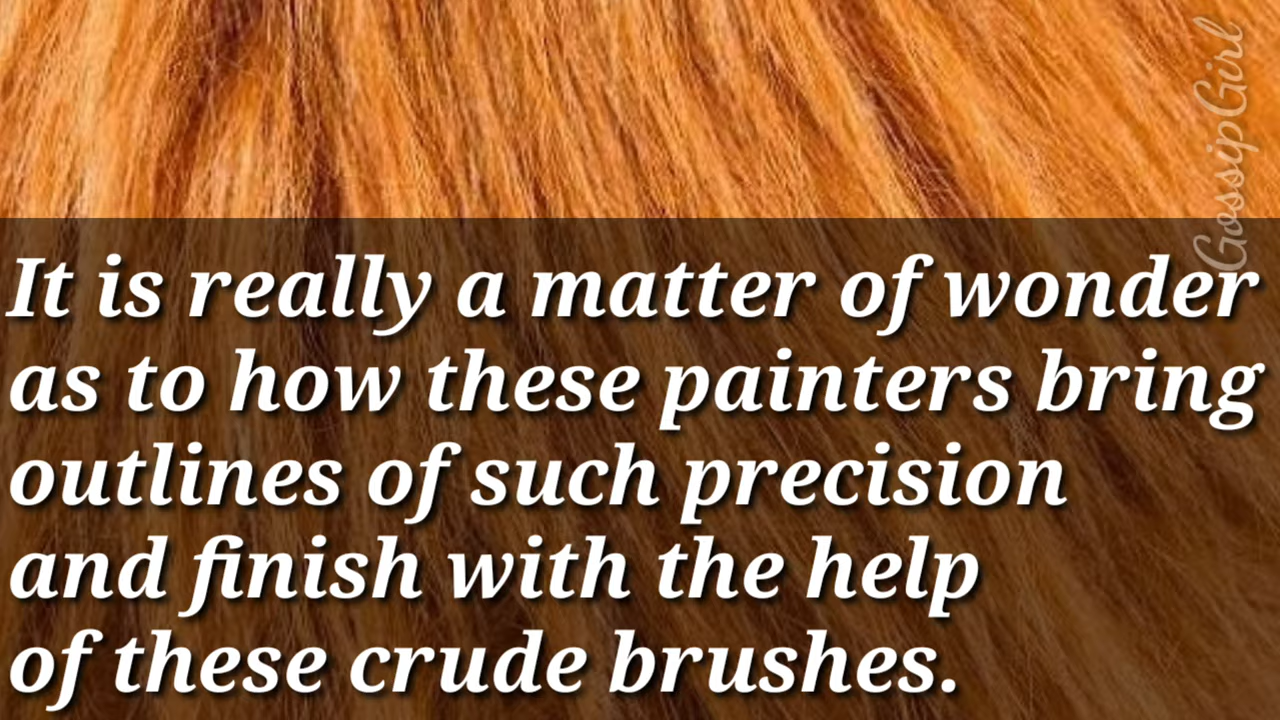 GossipGirl
It is really a matter of wonder
as to how these painters bring
outlines of such precision
and finish with the help
of these crude brushes.